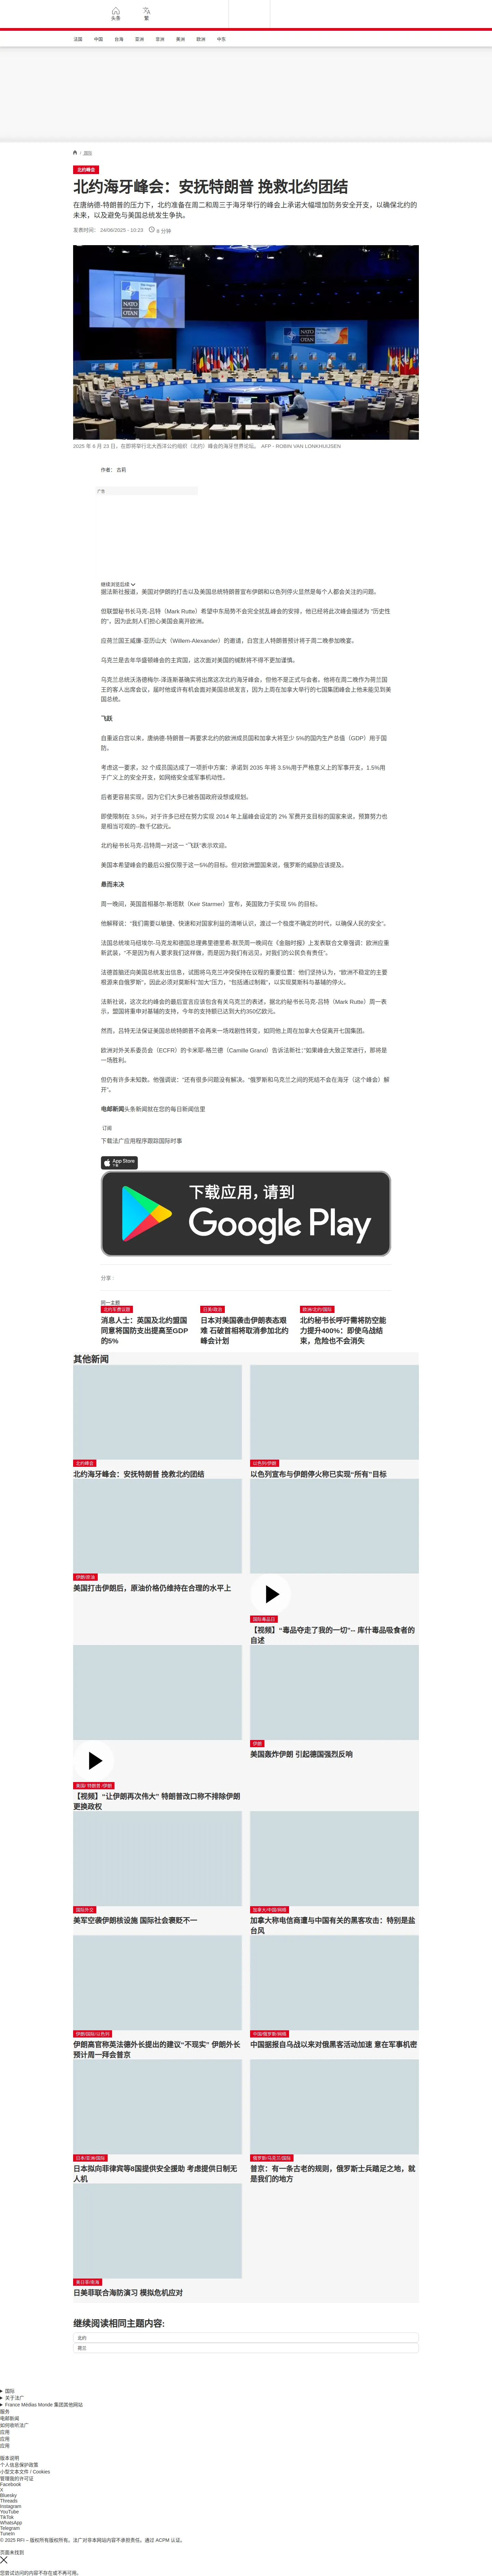 头条
繁
法国
中国
台海
亚洲
非洲
美洲
欧洲
中东
/ 国际
北约峰会
北约海牙峰会：安抚特朗普 挽救北约团结
在唐纳德-特朗普的压力下，北约准备在周二和周三于海牙举行的峰会上承诺大幅增加防务安全开支，以确保北约的
未来，以及避免与美国总统发生争执。
发表时间： 24/06/2025 - 10:23
8 分钟
NATO
OTAN
NATO
OTAN
2025 年 6 月 23 日，在即将举行北大西洋公约组织（北约）峰会的海牙世界论坛。 AFP - ROBIN VAN LONKHUIJSEN
作者： 古莉
广告
继续浏览后续
据法新社报道，美国对伊朗的打击以及美国总统特朗普宣布伊朗和以色列停火显然是每个人都会关注的问题。
但联盟秘书长马克-吕特（Mark Rutte）希望中东局势不会完全扰乱峰会的安排，他已经将此次峰会描述为 "历史性
的"，因为此刻人们担心美国会离开欧洲。
应荷兰国王威廉-亚历山大（Willem-Alexander）的邀请，白宫主人特朗普预计将于周二晚参加晚宴。
乌克兰是去年华盛顿峰会的主宾国，这次面对美国的缄默将不得不更加谨慎。
乌克兰总统沃洛德梅尔-泽连斯基确实将出席这次北约海牙峰会，但他不是正式与会者。他将在周二晚作为荷兰国
王的客人出席会议，届时他或许有机会面对美国总统发言，因为上周在加拿大举行的七国集团峰会上他未能见到美
国总统。
飞跃
自重返白宫以来，唐纳德-特朗普一再要求北约的欧洲成员国和加拿大将至少 5%的国内生产总值（GDP）用于国
防。
考虑这一要求，32 个成员国达成了一项折中方案：承诺到 2035 年将 3.5%用于严格意义上的军事开支，1.5%用
于广义上的安全开支，如网络安全或军事机动性。
后者更容易实现，因为它们大多已被各国政府设想或规划。
即使限制在 3.5%，对于许多已经在努力实现 2014 年上届峰会设定的 2% 军费开支目标的国家来说，预算努力也
是相当可观的--数千亿欧元。
北约秘书长马克-吕特周一对这一 "飞跃"表示欢迎。
美国本希望峰会的最后公报仅限于这一5%的目标。但对欧洲盟国来说，俄罗斯的威胁应该提及。
悬而未决
周一晚间，英国首相基尔-斯塔默（Keir Starmer）宣布，英国致力于实现 5% 的目标。
他解释说："我们需要以敏捷、快速和对国家利益的清晰认识，渡过一个极度不确定的时代，以确保人民的安全"。
法国总统埃马纽埃尔-马克龙和德国总理弗里德里希-默茨周一晚间在《金融时报》上发表联合文章强调：欧洲应重
新武装，"不是因为有人要求我们这样做，而是因为我们有远见，对我们的公民负有责任"。
法德首脑还向美国总统发出信息，试图将乌克兰冲突保持在议程的重要位置：他们坚持认为，"欧洲不稳定的主要
根源来自俄罗斯"，因此必须对莫斯科"加大"压力，"包括通过制裁"，以实现莫斯科与基辅的停火。
法新社说，这次北约峰会的最后宣言应该包含有关乌克兰的表述，据北约秘书长马克-吕特（Mark Rutte）周一表
示，盟国将重申对基辅的支持，今年的支持额已达到大约350亿欧元。
然而，吕特无法保证美国总统特朗普不会再来一场戏剧性转变，如同他上周在加拿大仓促离开七国集团。
欧洲对外关系委员会（ECFR）的卡米耶-格兰德（Camille Grand）告诉法新社："如果峰会大致正常进行，那将是
一场胜利。
但仍有许多未知数。他强调说："还有很多问题没有解决。"俄罗斯和乌克兰之间的死结不会在海牙（这个峰会）解
开"。
电邮新闻头条新闻就在您的每日新闻信里
订阅
下载法广应用程序跟踪国际时事
App Store
下载应用，请到
Google Play
分享 :
同一主题
北约军费议题
消息人士：英国及北约盟国
同意将国防支出提高至GDP
的5%
日美/政治
日本对美国袭击伊朗表态艰
难 石破首相将取消参加北约
峰会计划
欧洲/北约/国际
北约秘书长呼吁需将防空能
力提升400%：即使乌战结
束，危险也不会消失
其他新闻
北约峰会
北约海牙峰会：安抚特朗普 挽救北约团结
以色列/伊朗
以色列宣布与伊朗停火称已实现"所有"目标
伊朗/原油
美国打击伊朗后，原油价格仍维持在合理的水平上
国际毒品日
【视频】“毒品夺走了我的一切”-- 库什毒品吸食者的
自述
美国/ 特朗普 /伊朗
【视频】“让伊朗再次伟大” 特朗普改口称不排除伊朗
更换政权
伊朗
美国轰炸伊朗 引起德国强烈反响
国际外交
美军空袭伊朗核设施 国际社会褒贬不一
加拿大/中国/网络
加拿大称电信商遭与中国有关的黑客攻击：特别是盐
台风
伊朗/国际/以色列
伊朗高官称英法德外长提出的建议“不现实” 伊朗外长
预计周一拜会普京
中国/俄罗斯/网络
中国据报自乌战以来对俄黑客活动加速 意在军事机密
日本/亚洲/国际
日本拟向菲律宾等8国提供安全援助 考虑提供日制无
人机
俄罗斯/乌克兰/国际
普京：有一条古老的规则，俄罗斯士兵踏足之地，就
是我们的地方
美日菲/南海
日美菲联合海防演习 模拟危机应对
继续阅读相同主题内容:
北约
荷兰
国际
关于法广
France Médias Monde 集团其他网站
服务
电邮新闻
如何收听法广
应用
应用
应用
版本说明
个人信息保护政策
小型文本文件 / Cookies
管理我的许可证
Facebook
X
Bluesky
Threads
Instagram
YouTube
TikTok
WhatsApp
Telegram
TuneIn
© 2025 RFI – 版权所有版权所有。法广对非本网站内容不承担责任。通过 ACPM 认证。
页面未找到
您尝试访问的内容不存在或不再可用。